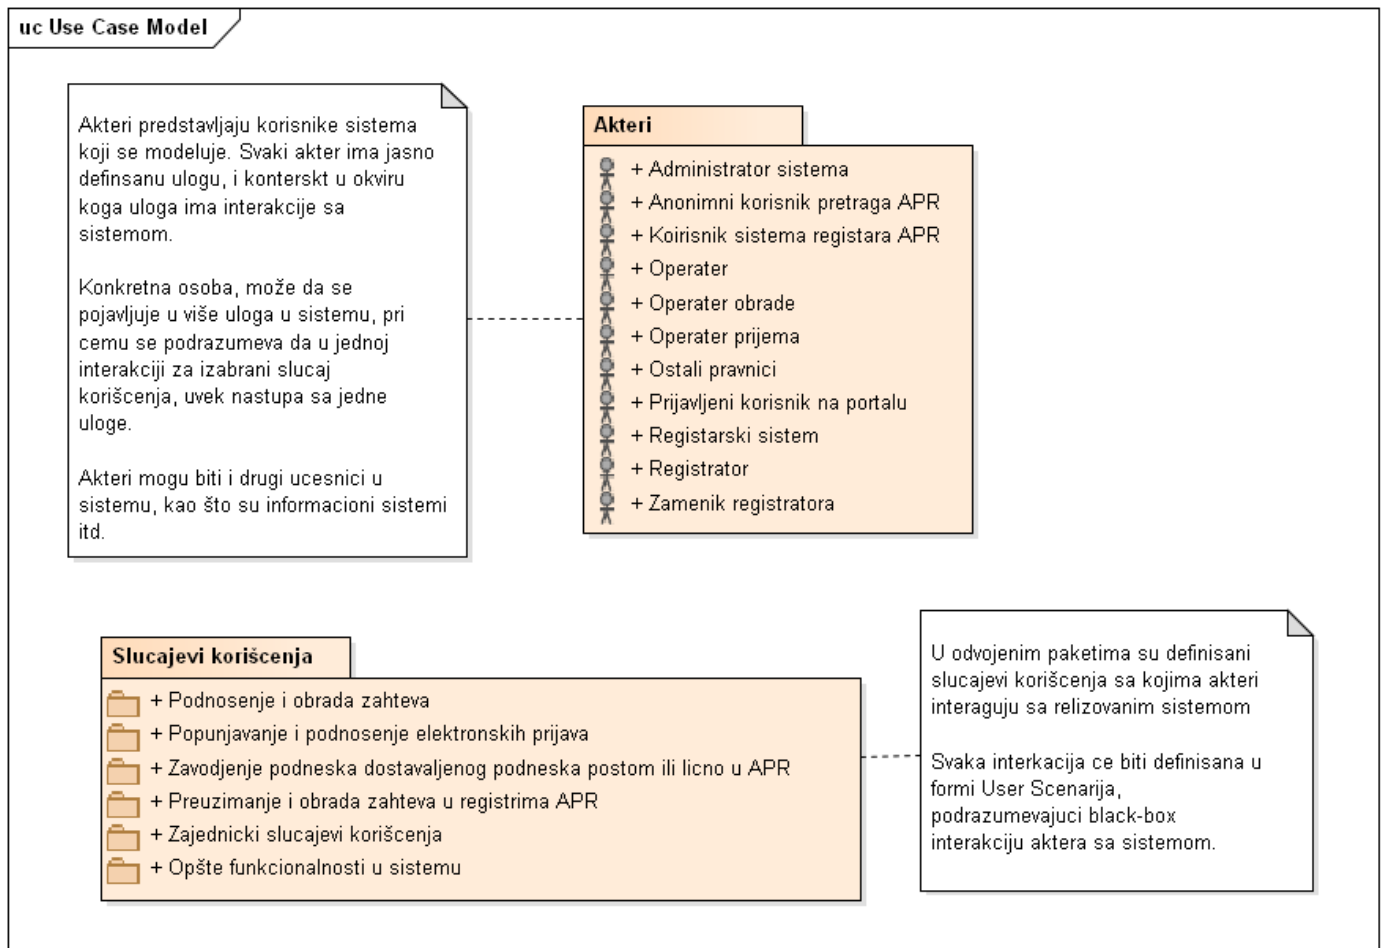 uc Use Case Model
Akteri predstavljaju korisnike sistema
koji se modeluje. Svaki akter ima jasno
definsanu ulogu, i konterskt u okviru
koga uloga ima interakcije sa
sistemom.
Konkretna osoba, može da se
pojavljuje u više uloga u sistemu, pri
cemu se podrazumeva da u jednoj
interakciji za izabrani slucaj
korišcenja, uvek nastupa sa jedne
uloge.
Akteri mogu biti i drugi ucesnici u
sistemu, kao što su informacioni sistemi
itd.
Akteri
+ Administrator sistema
+ Anonimni korisnik pretraga APR
+ Koirisnik sistema registara APR
+ Operater
+ Operater obrade
+ Operater prijema
+ Ostali pravnici
+ Prijavljeni korisnik na portalu
+ Registarski sistem
+ Registrator
+ Zamenik registratora
Slucajevi korišcenja
+ Podnosenje i obrada zahteva
+ Popunjavanje i podnosenje elektronskih prijava
+ Zavodjenje podneska dostavaljenog podneska postom ili licno u APR
+ Preuzimanje i obrada zahteva u registrima APR
+ Zajednicki slucajevi korišcenja
+ Opšte funkcionalnosti u sistemu
U odvojenim paketima su definisani
slucajevi korišcenja sa kojima akteri
interaguju sa relizovanim sistemom
Svaka interkacija ce biti definisana u
formi User Scenarija,
podrazumevajuci black-box
interakciju aktera sa sistemom.